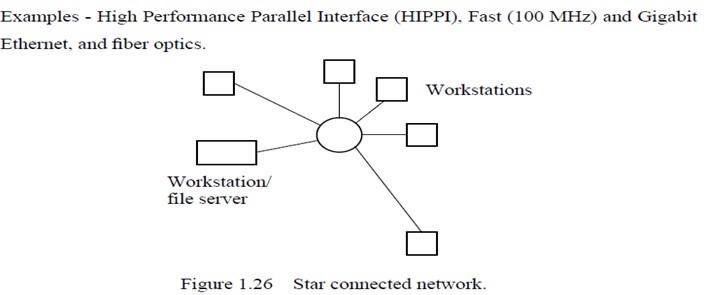 Examples - High Performance Parallel Interface (HIPPI), Fast (100 MHz) and Gigabit
Ethernet, and fiber optics.
Workstations
Workstation/
file server
Figure 1.26 Star connected network.